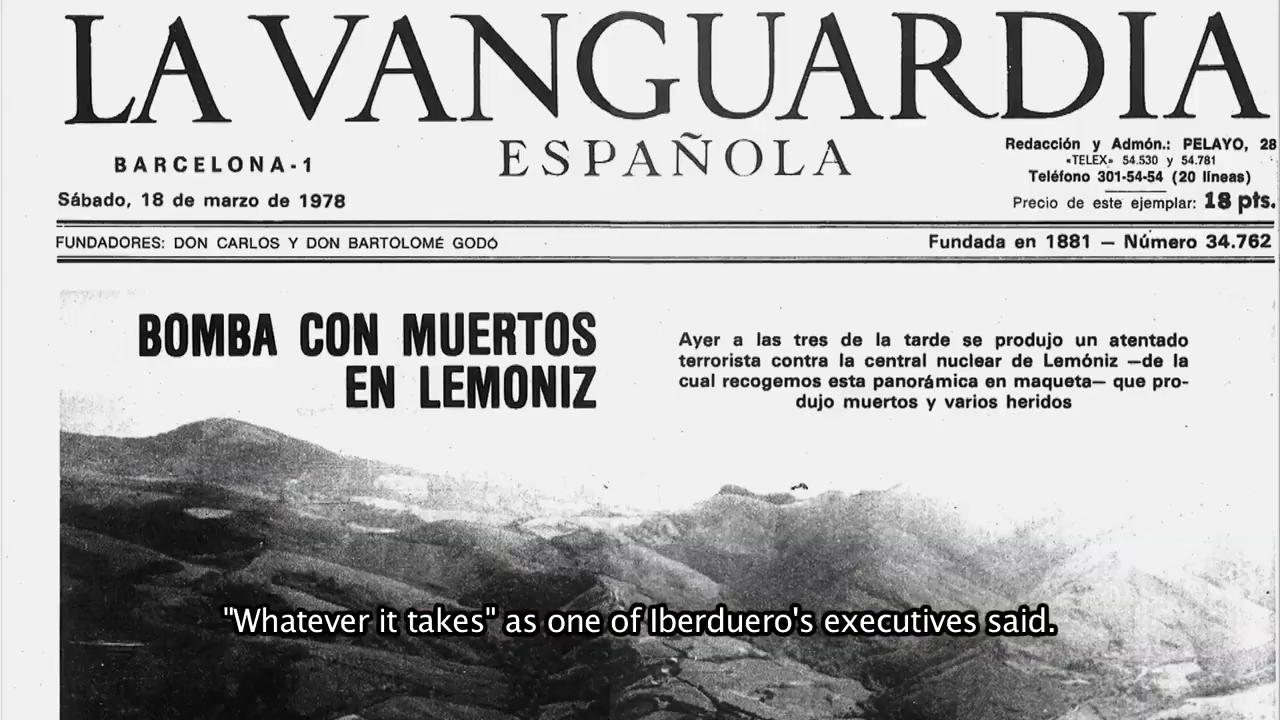 LA VANGUARDIA
ESPAÑOLA
BARCELONA-1
Sábado, 18 de marzo de 1978
Redacción y Admón.: PELAYO, 28
«TELEX» 54.530 y 54.781
Teléfono 301-54-54 (20 líneas)
Precio de este ejemplar: 18 pts.
FUNDADORES: DON CARLOS Y DON BARTOLOMÉ GODÓ
Fundada en 1881 — Número 34.762
BOMBA CON MUERTOS
EN LEMONIZ
Ayer a las tres de la tarde se produjo un atentado
terrorista contra la central nuclear de Lemóniz —de la
cual recogemos esta panorámica en maqueta— que pro-
dujo muertos y varios heridos
"Whatever it takes" as one of Iberduero's executives said.